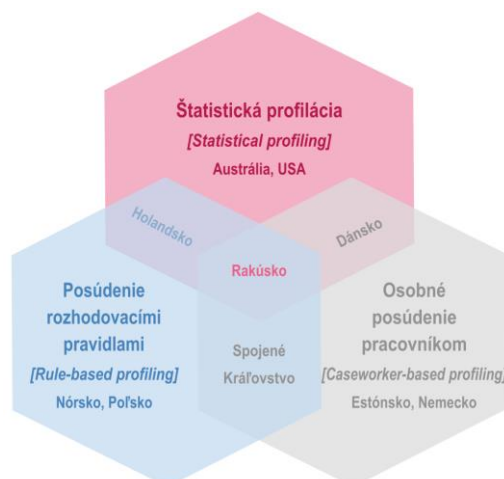 Štatistická profilácia
[Statistical profiling]
Austrália, USA
Holandsko
Dánsko
Rakúsko
Posúdenie
rozhodovacími
pravidlami
[Rule-based profiling]
Nórsko, Poľsko
Spojené
Kráľovstvo
Osobné
posúdenie
pracovníkom
[Caseworker-based profiling]
Estónsko, Nemecko